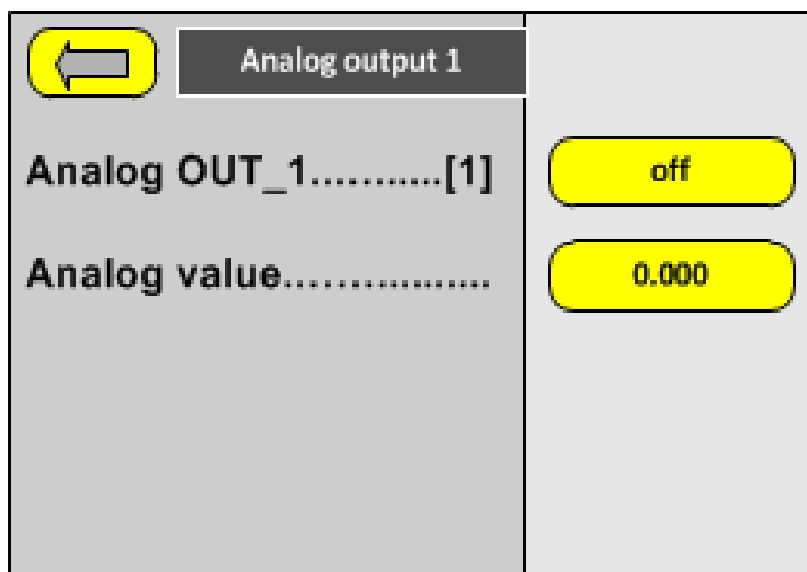 Analog output 1
Analog OUT_1...........[1] off
Analog value.................. 0.000